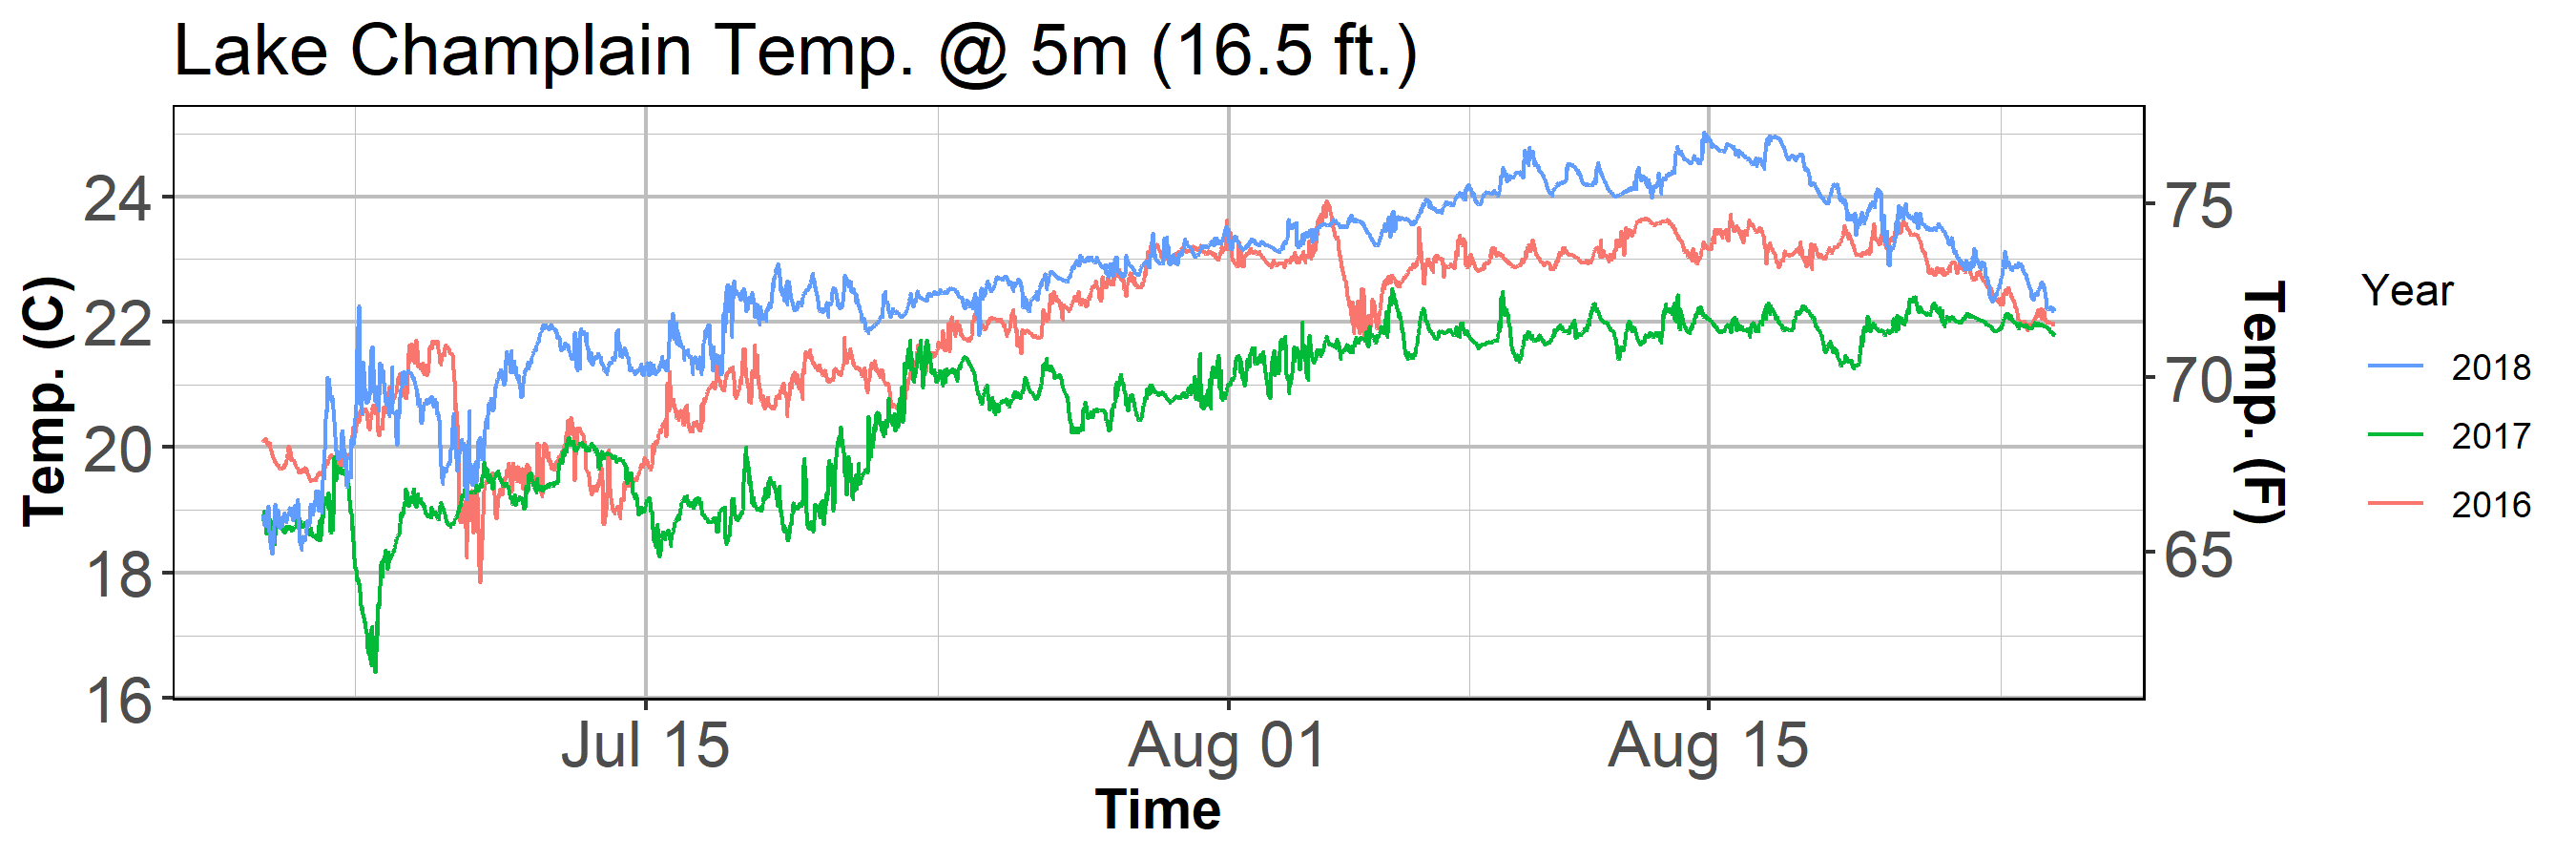 Lake Champlain Temp. @ 5m (16.5 ft.)
Temp. (C)
24
22
20
18
16
75
70
65
Temp. (F)
Jul 15
Aug 01
Aug 15
Time
Year
2018
2017
2016